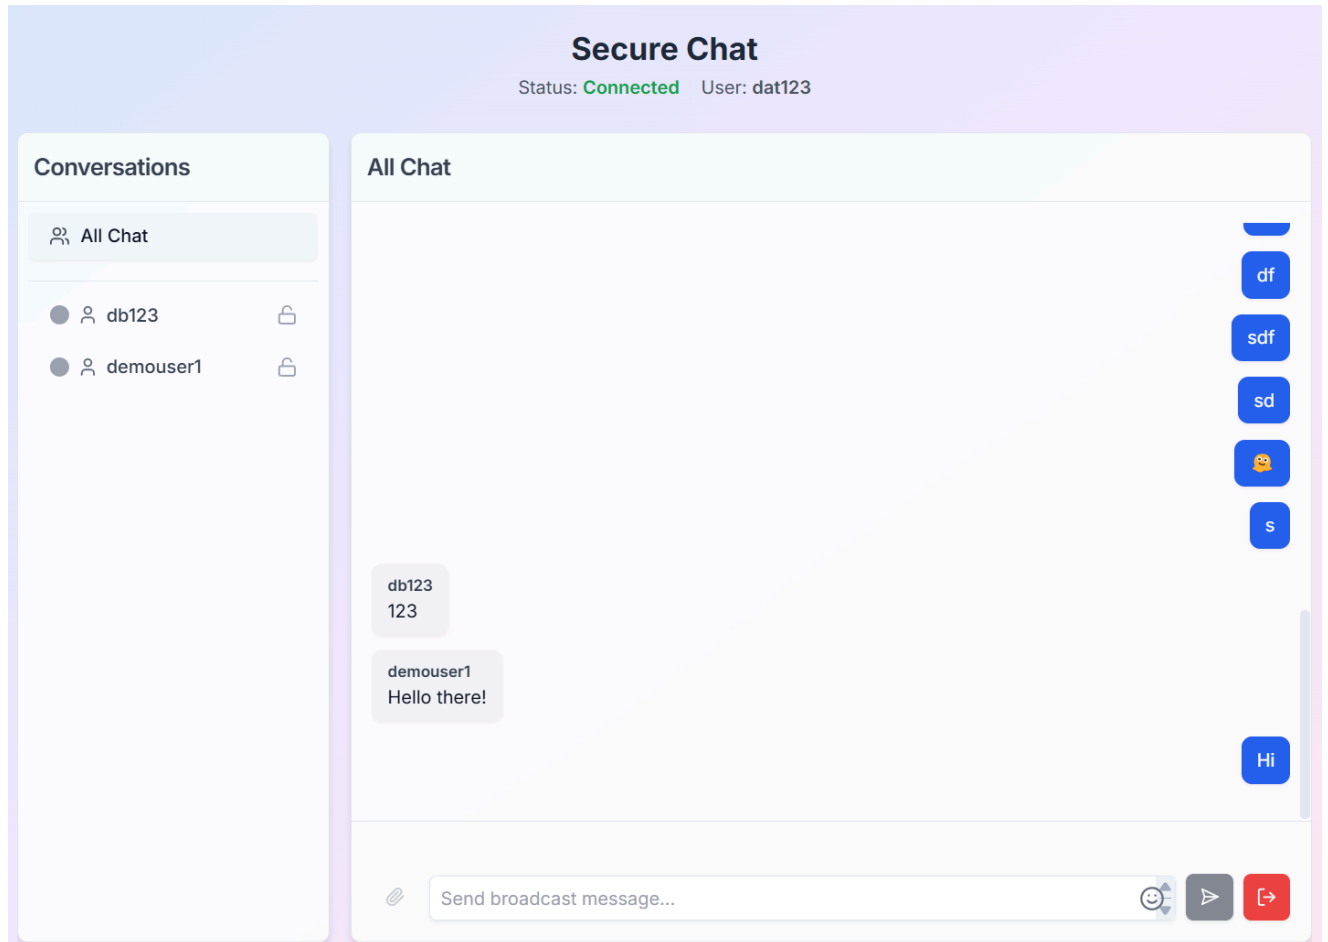 Secure Chat
Status: Connected User: dat123
Conversations
All Chat
db123
demouser1
All Chat
df
sdf
sd
s
db123
123
demouser1
Hello there!
Hi
Send broadcast message...